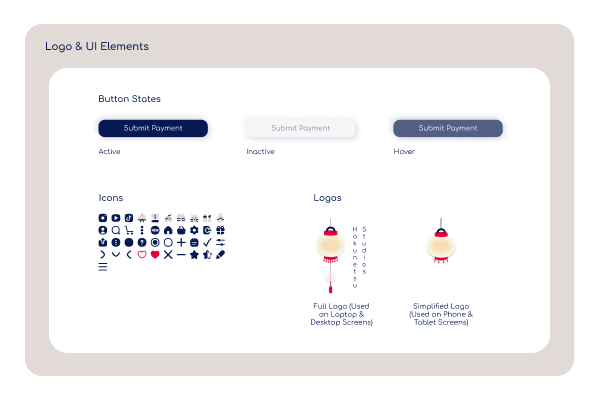 Logo & UI Elements
Button States
Submit Payment
Submit Payment
Submit Payment
Active
Inactive
Hover
Icons
Logos
Hokunetsu
Studios
Full Logo (Used
on Laptop &
Desktop Screens)
Simplified Logo
(Used on Phone &
Tablet Screens)